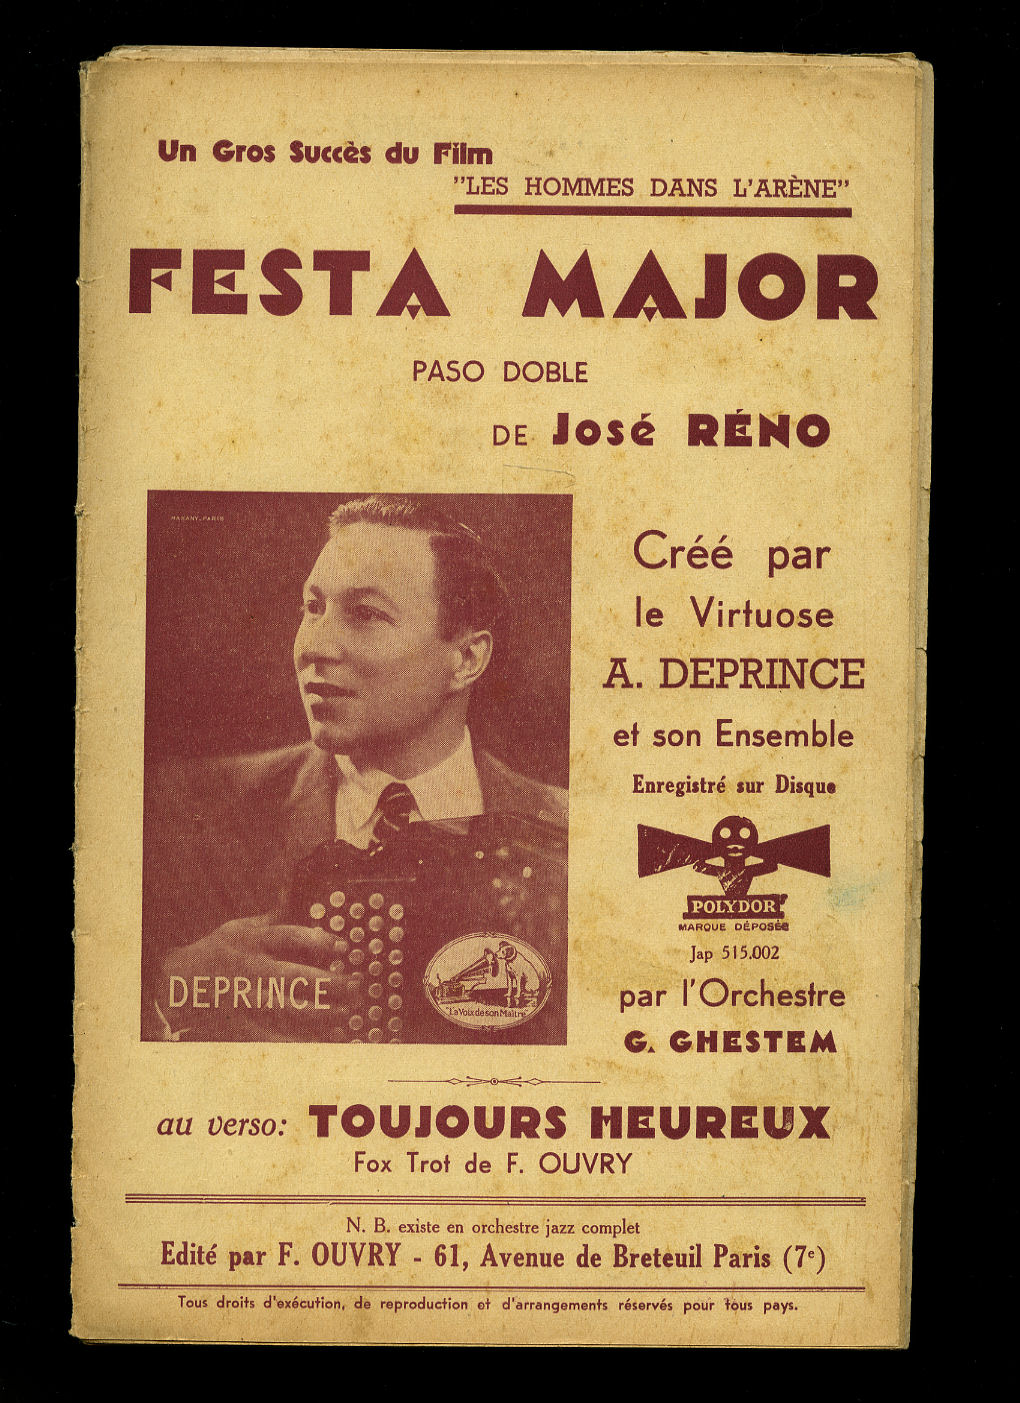 Un Gros Succès du Film
"LES HOMMES DANS L'ARÈNE"
FESTA MAJOR
PASO DOBLE
DE José RÉNO
MANANY_PARIS
Créé par
le Virtuose
A. DEPRINCE
et son Ensemble
Enregistré sur Disque
POLYDOR
MARQUE DÉPOSÉE
Jap 515.002
par l'Orchestre
G. GHESTEM
DEPRINCE
"La Voix de son Maître"
au verso: TOUJOURS HEUREUX
Fox Trot de F. OUVRY
N. B. existe en orchestre jazz complet
Edité par F. OUVRY - 61, Avenue de Breteuil Paris (7e)
Tous droits d'exécution, de reproduction et d'arrangements réservés pour tous pays.